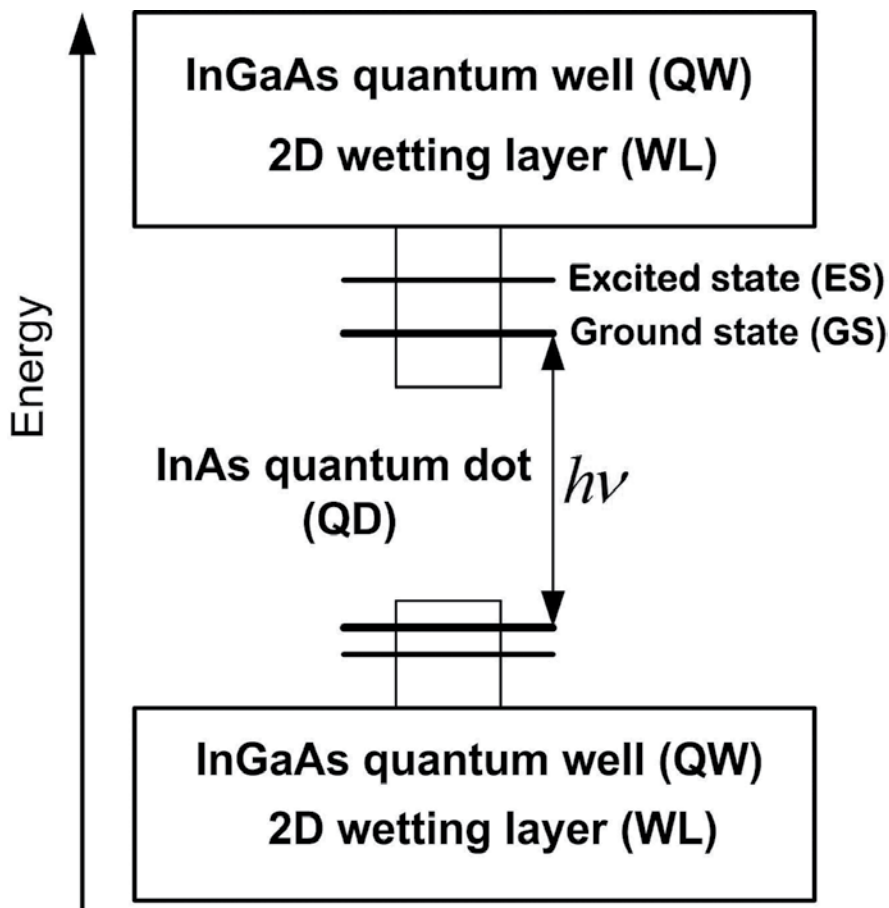 InGaAs quantum well (QW)
2D wetting layer (WL)
Excited state (ES)
Ground state (GS)
Energy
InAs quantum dot
(QD)
hν
InGaAs quantum well (QW)
2D wetting layer (WL)